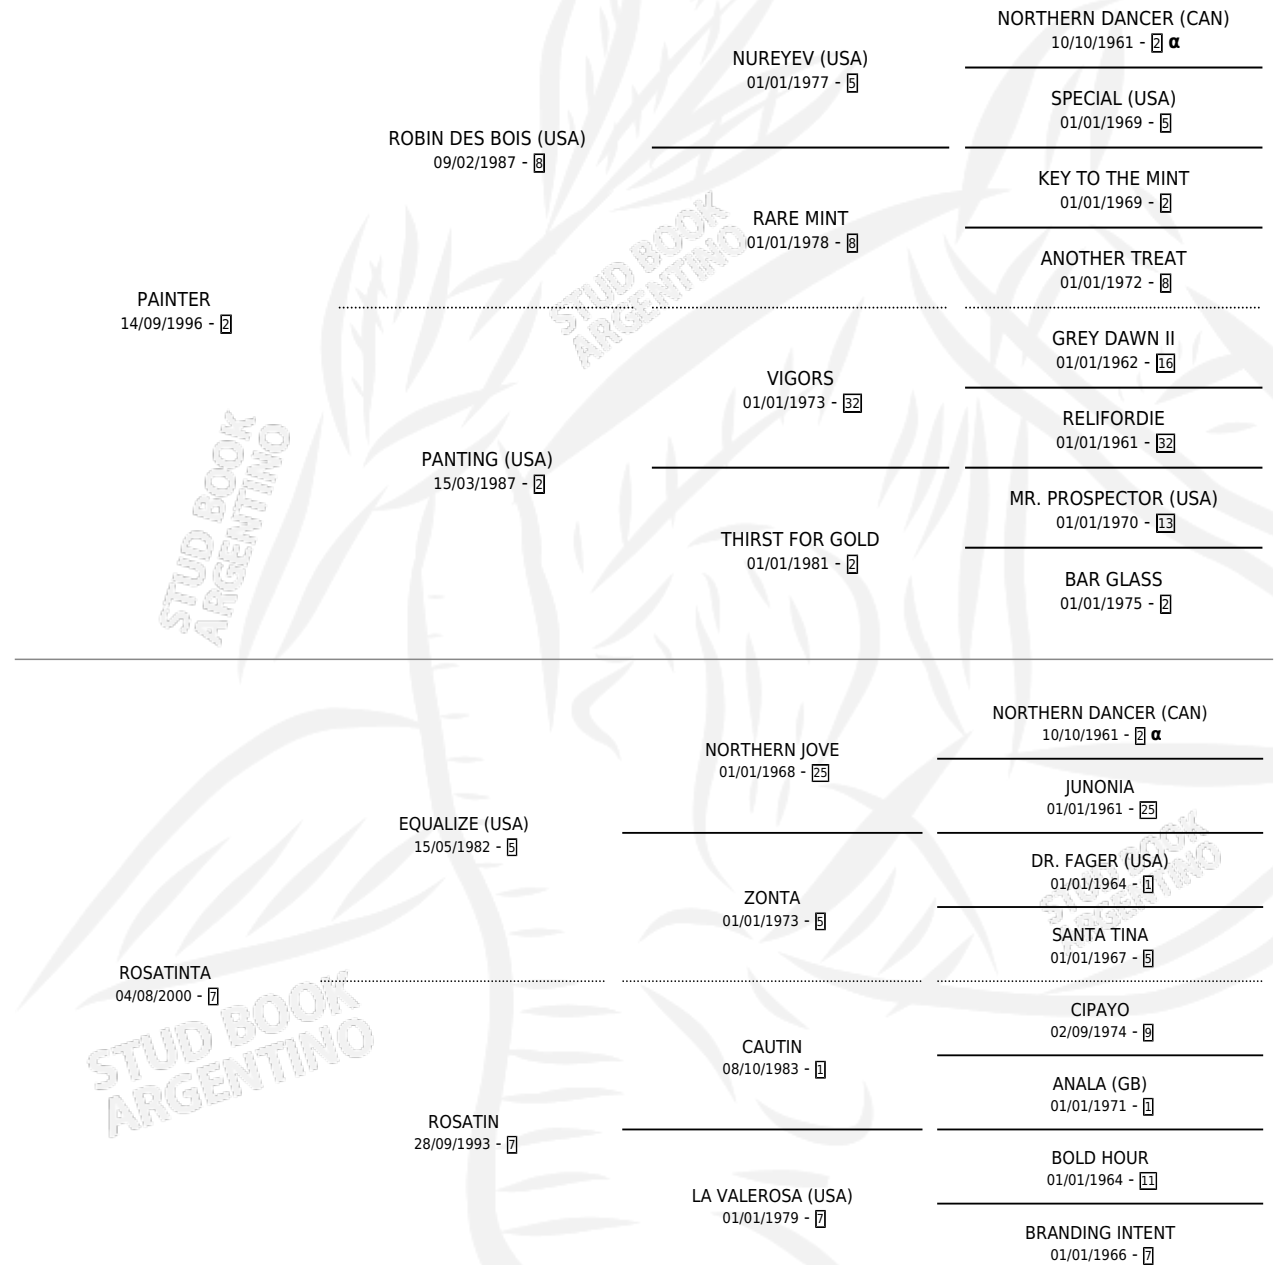 NORTHERN DANCER (CAN)
10/10/1961 - 2 α
NUREYEV (USA)
01/01/1977 - 5
SPECIAL (USA)
01/01/1969 - 5
ROBIN DES BOIS (USA)
09/02/1987 - 8
KEY TO THE MINT
01/01/1969 - 2
RARE MINT
01/01/1978 - 8
ANOTHER TREAT
01/01/1972 - 8
PAINTER
14/09/1996 - 2
GREY DAWN II
01/01/1962 - 16
VIGORS
01/01/1973 - 32
RELIFORDIE
01/01/1961 - 32
PANTING (USA)
15/03/1987 - 2
MR. PROSPECTOR (USA)
01/01/1970 - 13
THIRST FOR GOLD
01/01/1981 - 2
BAR GLASS
01/01/1975 - 2
NORTHERN DANCER (CAN)
10/10/1961 - 2 α
NORTHERN JOVE
01/01/1968 - 25
JUNONIA
01/01/1961 - 25
EQUALIZE (USA)
15/05/1982 - 5
DR. FAGER (USA)
01/01/1964 - 1
ZONTA
01/01/1973 - 5
SANTA TINA
01/01/1967 - 5
ROSATINTA
04/08/2000 - 7
CIPAYO
02/09/1974 - 9
CAUTIN
08/10/1983 - 1
ANALA (GB)
01/01/1971 - 1
ROSATIN
28/09/1993 - 7
BOLD HOUR
01/01/1964 - 11
LA VALEROSA (USA)
01/01/1979 - 7
BRANDING INTENT
01/01/1966 - 7
STUD BOOK
ARGENTINO
STUD BOOK
ARGENTINO
STUD BOOK
ARGENTINO
STUD BOOK
ARGENTINO